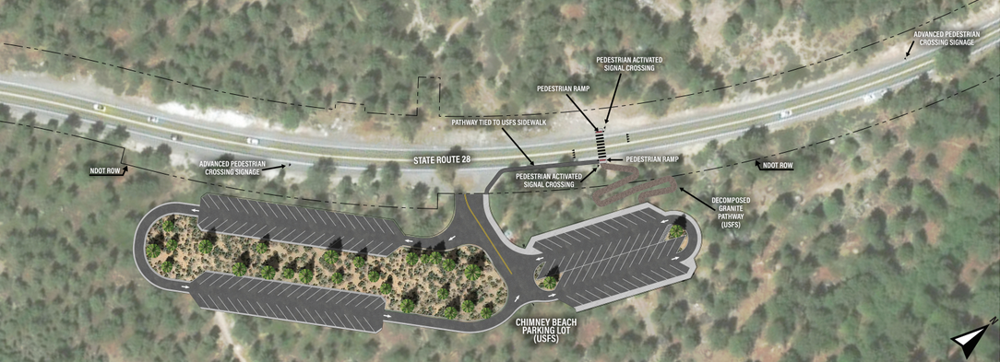 ADVANCED PEDESTRIAN
CROSSING SIGNAGE
PEDESTRIAN ACTIVATED
SIGNAL CROSSING
PEDESTRIAN RAMP
PATHWAY TIED TO USFS SIDEWALK
STATE ROUTE 28
PEDESTRIAN RAMP
NDOT ROW
ADVANCED PEDESTRIAN
CROSSING SIGNAGE
PEDESTRIAN ACTIVATED
SIGNAL CROSSING
NDOT ROW
DECOMPOSED
GRANITE
PATHWAY
(USFS)
CHIMNEY BEACH
PARKING LOT
(USFS)
N